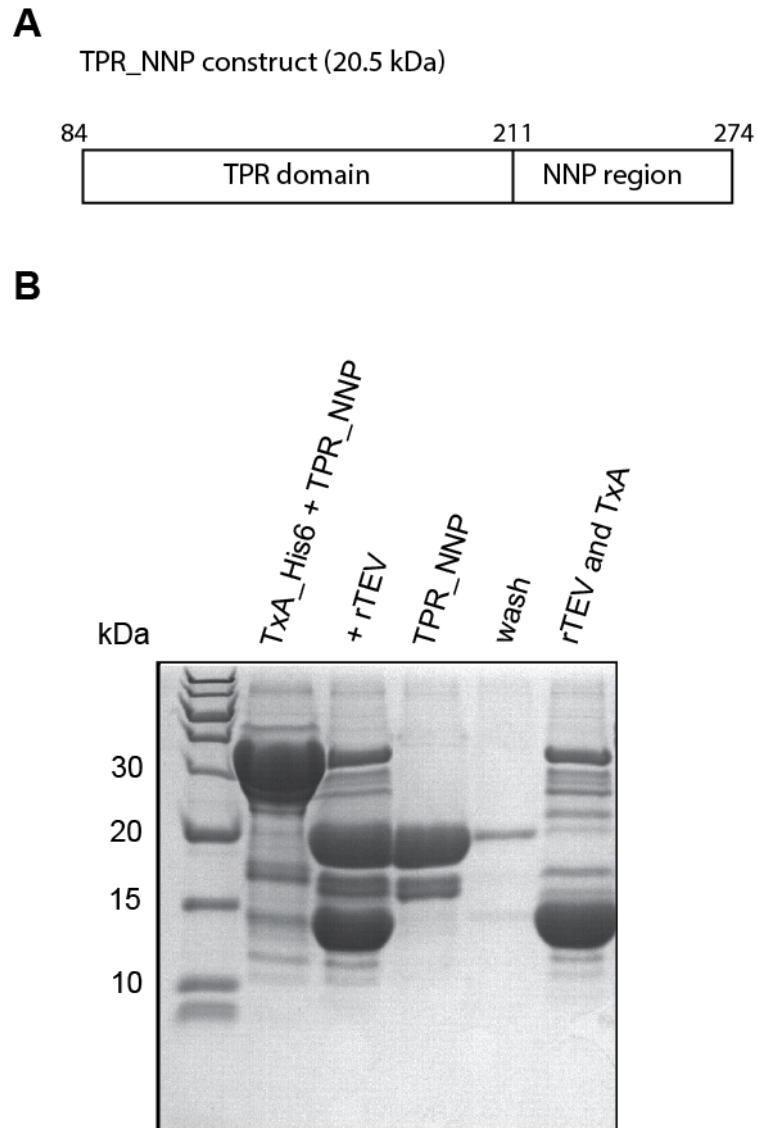 A
TPR_NNP construct (20.5 kDa)
84 211 274
TPR domain NNP region
B
TxA_His6 + TPR_NNP
+ rTEV
TPR_NNP
wash
rTEV and TxA
kDa
30
20
15
10